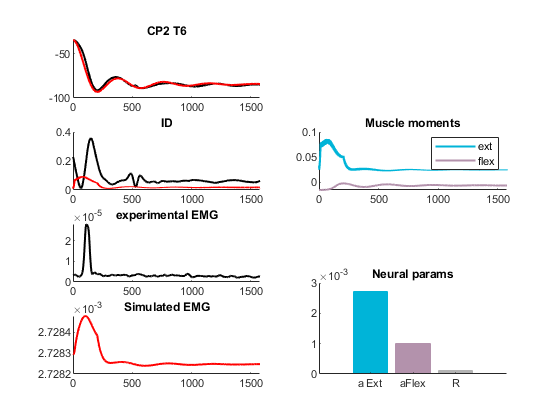 CP2 T6
-50
-100
0 500 1000 1500
ID
0.4
0.2
0
0 500 1000 1500
experimental EMG
×10-5
2
1
0
0 500 1000 1500
Simulated EMG
×10-3
2.7284
2.7283
2.7282
0 500 1000 1500
Muscle moments
0.1
0.05
0
ext
flex
0 500 1000 1500
Neural params
×10-3
3
2
1
0
a Ext aFlex R